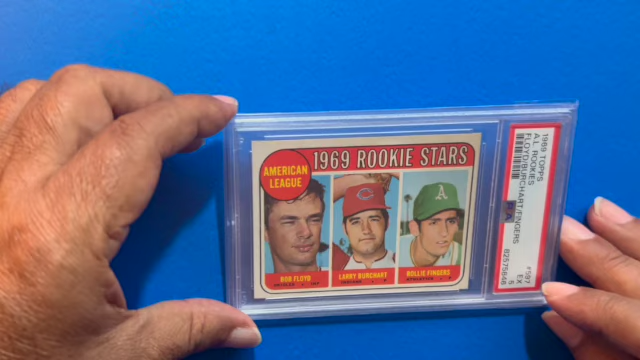 1969 ROOKIE STARS
AMERICAN
LEAGUE
A
C
BOB FLOYD
LARRY BURCHART
ROLLIE FINGERS
1969 TOPPS
A.L. ROOKIES
FLOYD/BURCHART/FINGERS
PSA
#597
EX 5